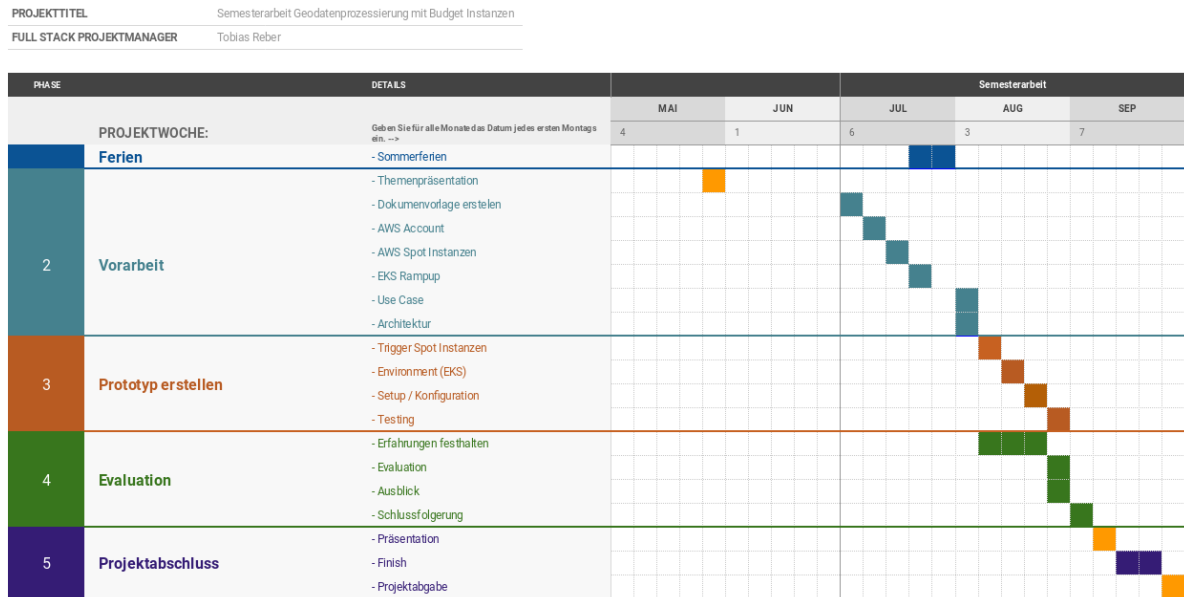 PROJEKTTITEL Semesterarbeit Geodatenprozessierung mit Budget Instanzen
FULL STACK PROJEKTMANAGER Tobias Reber
PHASE DETAILS Semesterarbeit
MAI JUN JUL AUG SEP
PROJEKTWOCHE: Geben Sie für alle Monate das Datum jedes ersten Montags ein. --> 4 1 6 3 7
Ferien - Sommerferien
- Themenpräsentation
- Dokumenvorlage erstelen
- AWS Account
- AWS Spot Instanzen
2 Vorarbeit
- EKS Rampup
- Use Case
- Architektur
- Trigger Spot Instanzen
- Environment (EKS)
3 Prototyp erstellen
- Setup / Konfiguration
- Testing
- Erfahrungen festhalten
- Evaluation
4 Evaluation
- Ausblick
- Schlussfolgerung
- Präsentation
5 Projektabschluss - Finish
- Projektabgabe